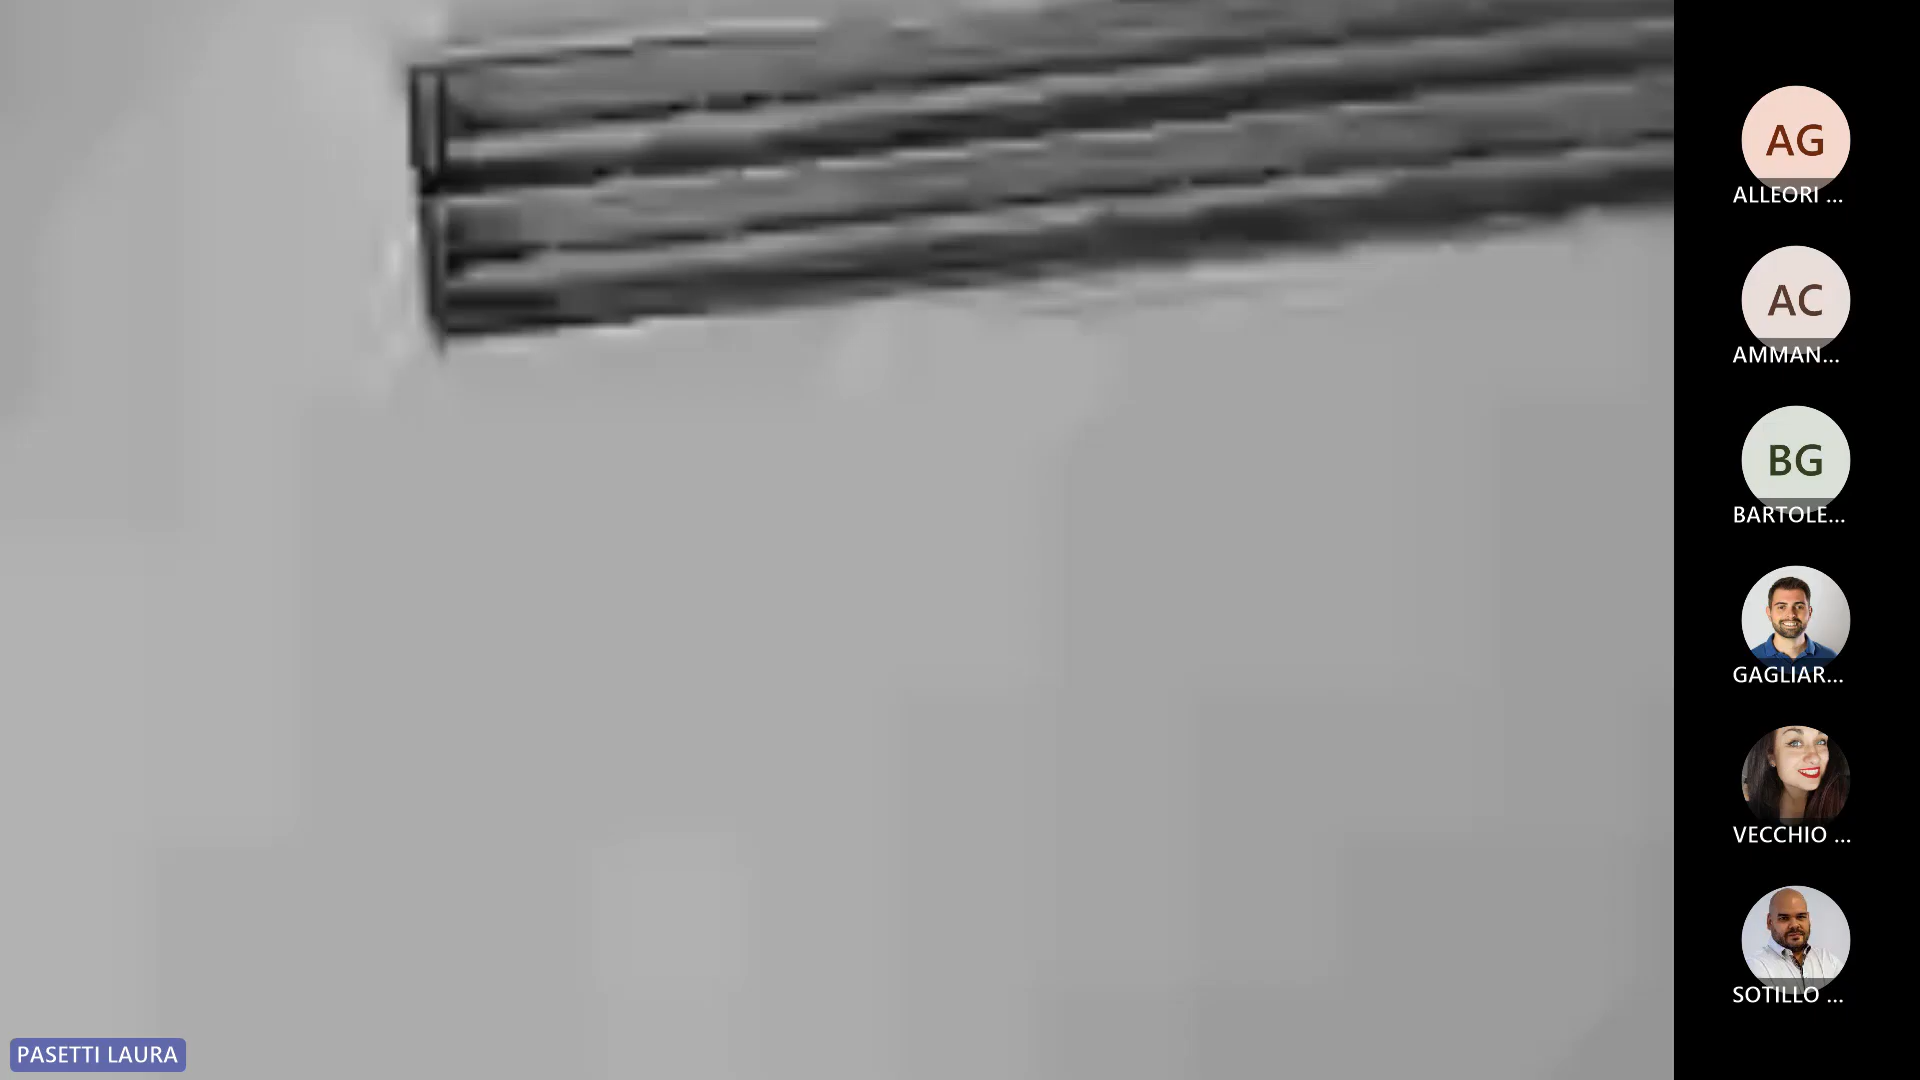 AG
ALLEORI ...
AC
AMMAN...
BG
BARTOLE...
GAGLIAR...
VECCHIO ...
SOTILLO ...
PASETTI LAURA